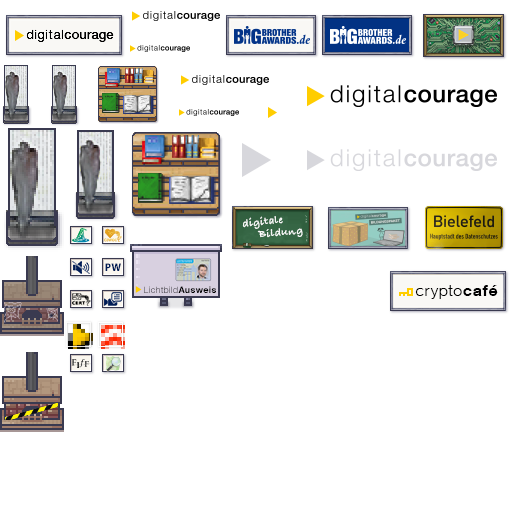 digitalcourage
digitalcourage
digitalcourage
BIG BROTHER AWARDS.de
BIG BROTHER AWARDS.de
digitalcourage
digitalcourage
digitalcourage
digitalcourage
digitale
Bildung
Bielefeld
Hauptstadt des Datenschutzes
PW
CERT
LichtbildAusweis
cryptocafé
FIfF